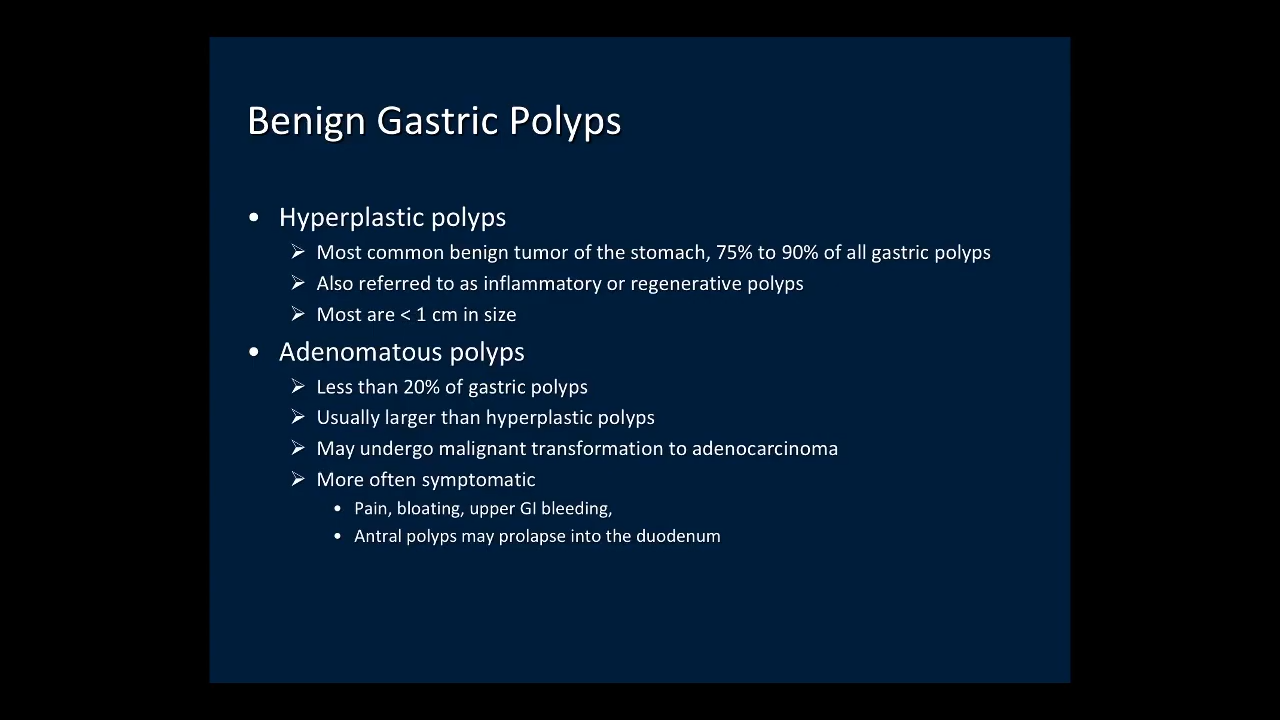 Benign Gastric Polyps
• Hyperplastic polyps
➢ Most common benign tumor of the stomach, 75% to 90% of all gastric polyps
➢ Also referred to as inflammatory or regenerative polyps
➢ Most are < 1 cm in size
• Adenomatous polyps
➢ Less than 20% of gastric polyps
➢ Usually larger than hyperplastic polyps
➢ May undergo malignant transformation to adenocarcinoma
➢ More often symptomatic
• Pain, bloating, upper GI bleeding,
• Antral polyps may prolapse into the duodenum